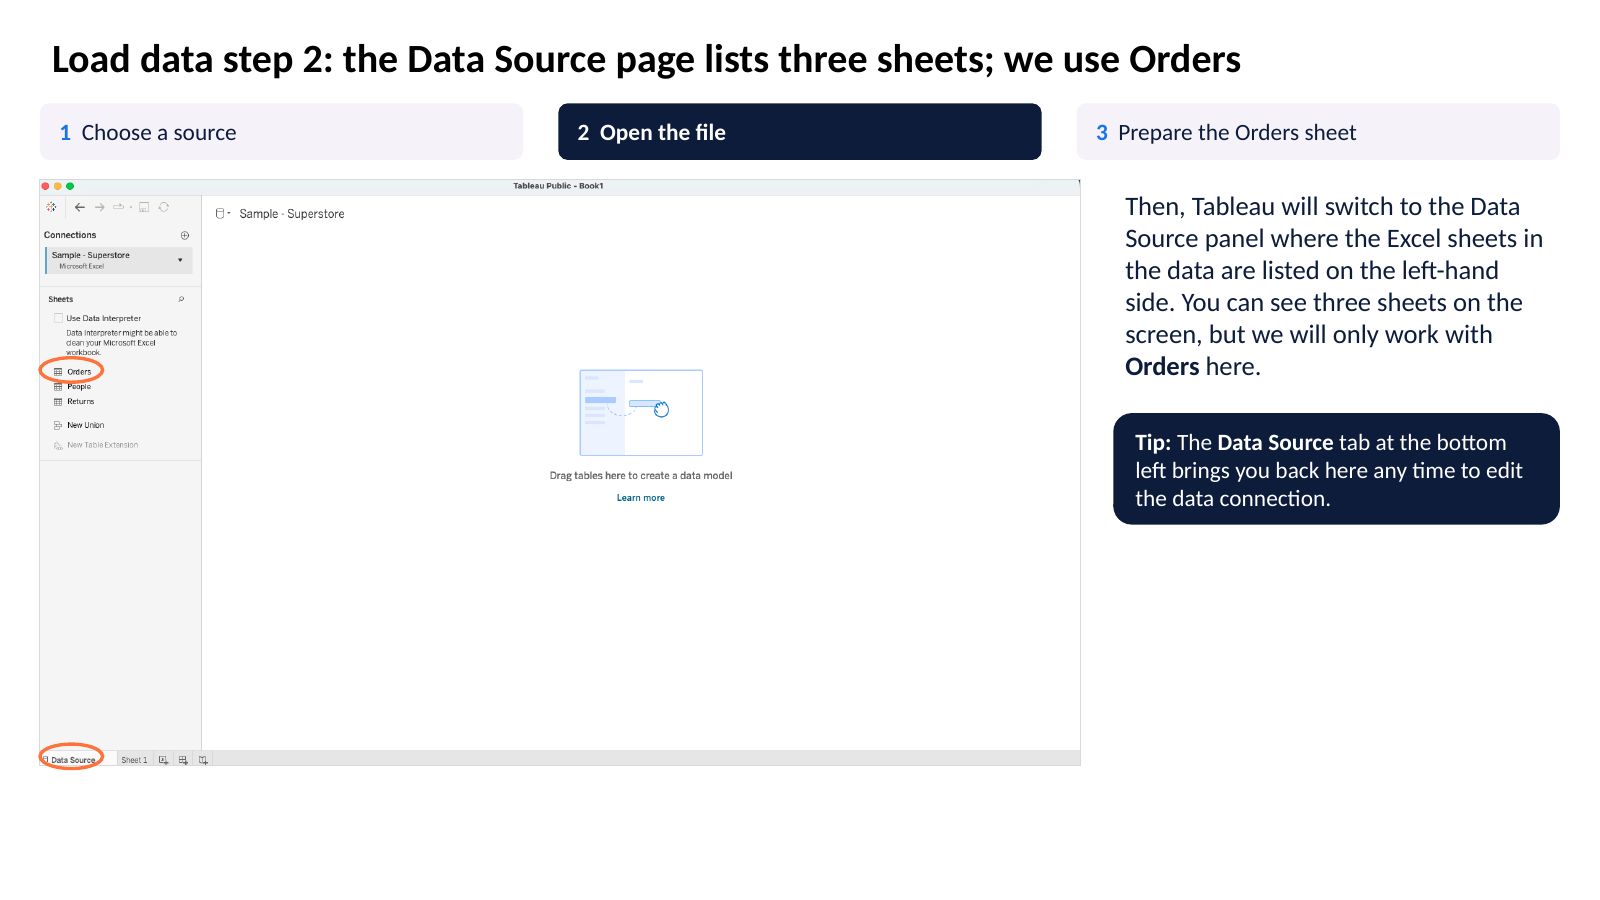 Load data step 2: the Data Source page lists three sheets; we use Orders
1 Choose a source
2 Open the file
3 Prepare the Orders sheet
Tableau Public - Book1
Connections
Sample - Superstore
Microsoft Excel
Sheets
Use Data Interpreter
Data Interpreter might be able to
clean your Microsoft Excel
workbook.
Orders
People
Returns
New Union
New Table Extension
Sample - Superstore
Drag tables here to create a data model
Learn more
Data Source
Sheet 1
Then, Tableau will switch to the Data
Source panel where the Excel sheets in
the data are listed on the left-hand
side. You can see three sheets on the
screen, but we will only work with
Orders here.
Tip: The Data Source tab at the bottom
left brings you back here any time to edit
the data connection.